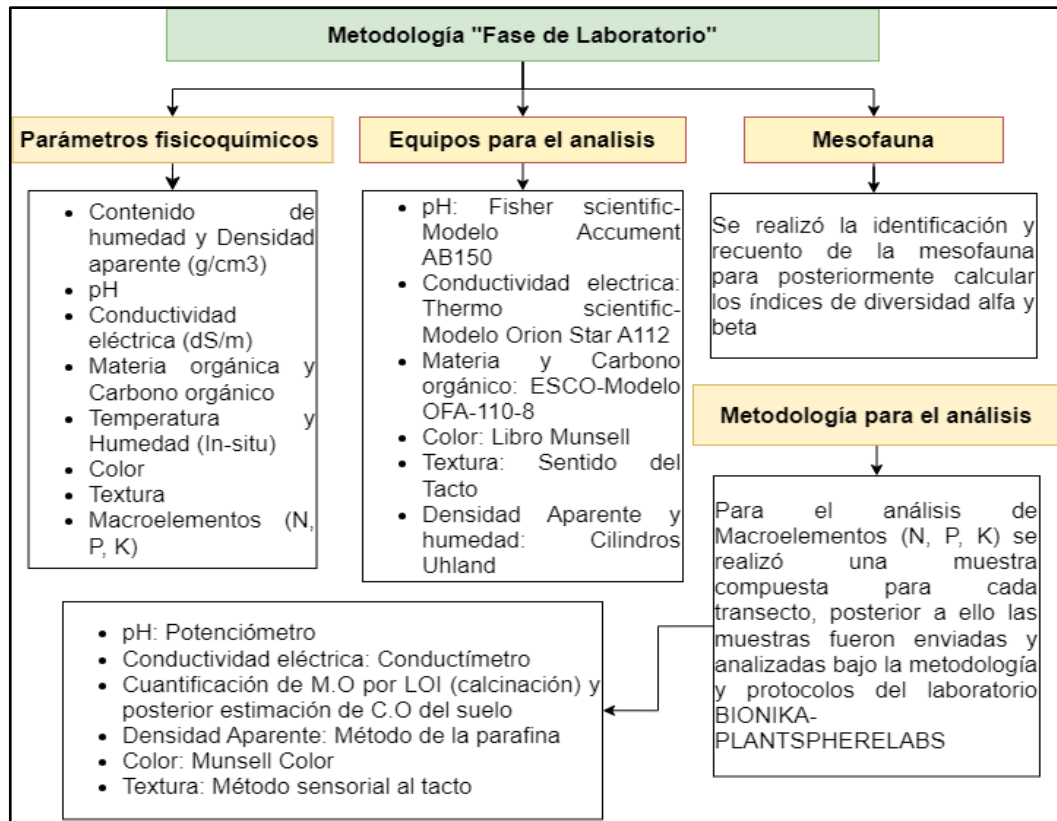 Metodología "Fase de Laboratorio"
Parámetros fisicoquímicos
• Contenido de
humedad y Densidad
aparente (g/cm3)
• pH
• Conductividad
eléctrica (dS/m)
• Materia orgánica y
Carbono orgánico
• Temperatura y
Humedad (In-situ)
• Color
• Textura
• Macroelementos (N,
P, K)
Equipos para el analisis
• pH: Fisher scientific-
Modelo Accument
AB150
• Conductividad electrica:
Thermo scientific-
Modelo Orion Star A112
• Materia y Carbono
orgánico: ESCO-Modelo
OFA-110-8
• Color: Libro Munsell
• Textura: Sentido del
Tacto
• Densidad Aparente y
humedad: Cilindros
Uhland
Mesofauna
Se realizó la identificación y
recuento de la mesofauna
para posteriormente calcular
los índices de diversidad alfa y
beta
Metodología para el análisis
Para el análisis de
Macroelementos (N, P, K) se
realizó una muestra
compuesta para cada
transecto, posterior a ello las
muestras fueron enviadas y
analizadas bajo la metodología
y protocolos del laboratorio
BIONIKA-
PLANTSPHERELABS
• pH: Potenciómetro
• Conductividad eléctrica: Conductímetro
• Cuantificación de M.O por LOI (calcinación) y
posterior estimación de C.O del suelo
• Densidad Aparente: Método de la parafina
• Color: Munsell Color
• Textura: Método sensorial al tacto